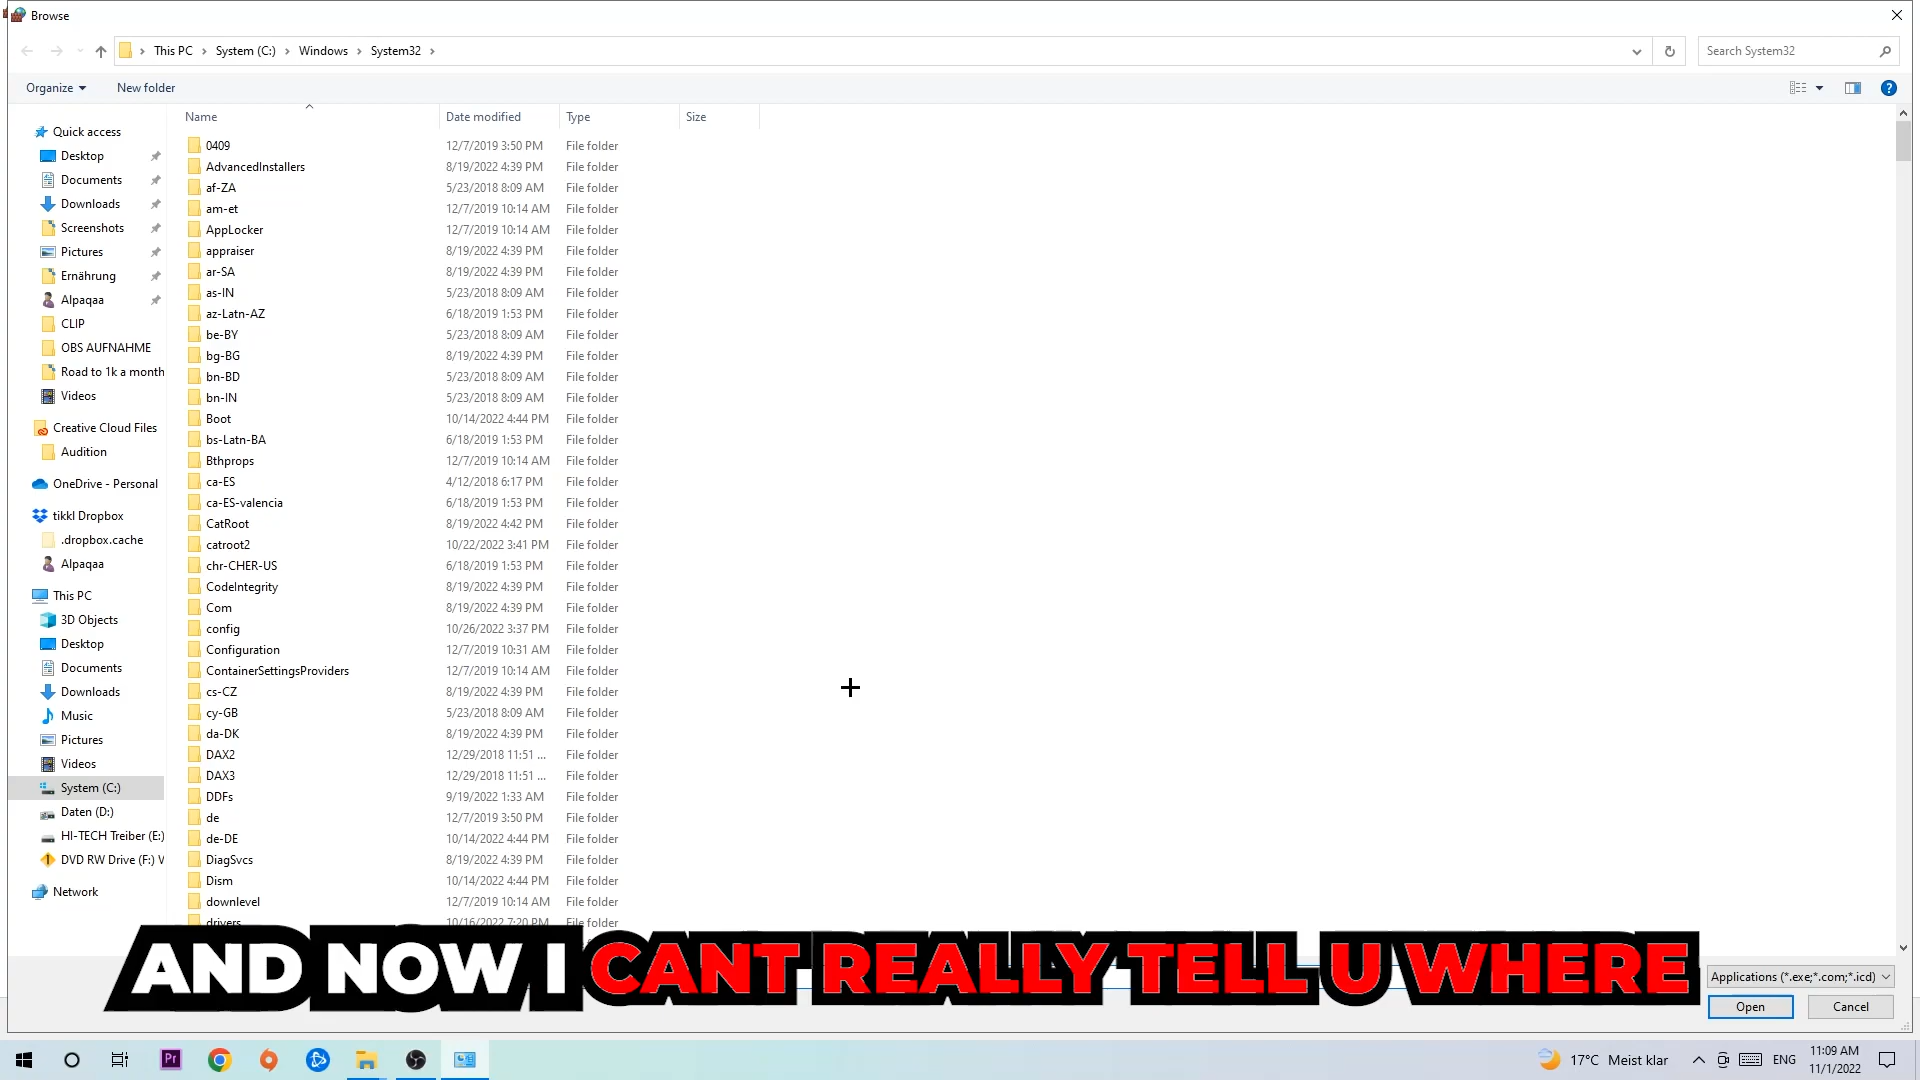 Browse
This PC > System (C:) > Windows > System32 >
Search System32
Organize
New folder
Name
Date modified
Type
Size
Quick access
Desktop
Documents
Downloads
Screenshots
Pictures
Ernährung
Alpaqaa
CLIP
OBS AUFNAHME
Road to 1k a month
Videos
Creative Cloud Files
Audition
OneDrive - Personal
tikkl Dropbox
.dropbox.cache
Alpaqaa
This PC
3D Objects
Desktop
Documents
Downloads
Music
Pictures
Videos
System (C:)
Daten (D:)
HI-TECH Treiber (E:)
DVD RW Drive (F:) V
Network
0409 12/7/2019 3:50 PM File folder
AdvancedInstallers 8/19/2022 4:39 PM File folder
af-ZA 5/23/2018 8:09 AM File folder
am-et 12/7/2019 10:14 AM File folder
AppLocker 12/7/2019 10:14 AM File folder
appraiser 8/19/2022 4:39 PM File folder
ar-SA 8/19/2022 4:39 PM File folder
as-IN 5/23/2018 8:09 AM File folder
az-Latn-AZ 6/18/2019 1:53 PM File folder
be-BY 5/23/2018 8:09 AM File folder
bg-BG 8/19/2022 4:39 PM File folder
bn-BD 5/23/2018 8:09 AM File folder
bn-IN 5/23/2018 8:09 AM File folder
Boot 10/14/2022 4:44 PM File folder
bs-Latn-BA 6/18/2019 1:53 PM File folder
Bthprops 12/7/2019 10:14 AM File folder
ca-ES 4/12/2018 6:17 PM File folder
ca-ES-valencia 6/18/2019 1:53 PM File folder
CatRoot 8/19/2022 4:42 PM File folder
catroot2 10/22/2022 3:41 PM File folder
chr-CHER-US 6/18/2019 1:53 PM File folder
CodeIntegrity 8/19/2022 4:39 PM File folder
Com 8/19/2022 4:39 PM File folder
config 10/26/2022 3:37 PM File folder
Configuration 12/7/2019 10:31 AM File folder
ContainerSettingsProviders 12/7/2019 10:14 AM File folder
cs-CZ 8/19/2022 4:39 PM File folder
cy-GB 5/23/2018 8:09 AM File folder
da-DK 8/19/2022 4:39 PM File folder
DAX2 12/29/2018 11:51 ... File folder
DAX3 12/29/2018 11:51 ... File folder
DDFs 9/19/2022 1:33 AM File folder
de 12/7/2019 3:50 PM File folder
de-DE 10/14/2022 4:44 PM File folder
DiagSvcs 8/19/2022 4:39 PM File folder
Dism 10/14/2022 4:44 PM File folder
downlevel 12/7/2019 10:14 AM File folder
drivers 10/16/2022 7:20 PM File folder
AND NOW I CANT REALLY TELL U WHERE
Applications (*.exe;*.com;*.icd)
Open
Cancel
Pr
17°C Meist klar
ENG
11:09 AM
11/1/2022